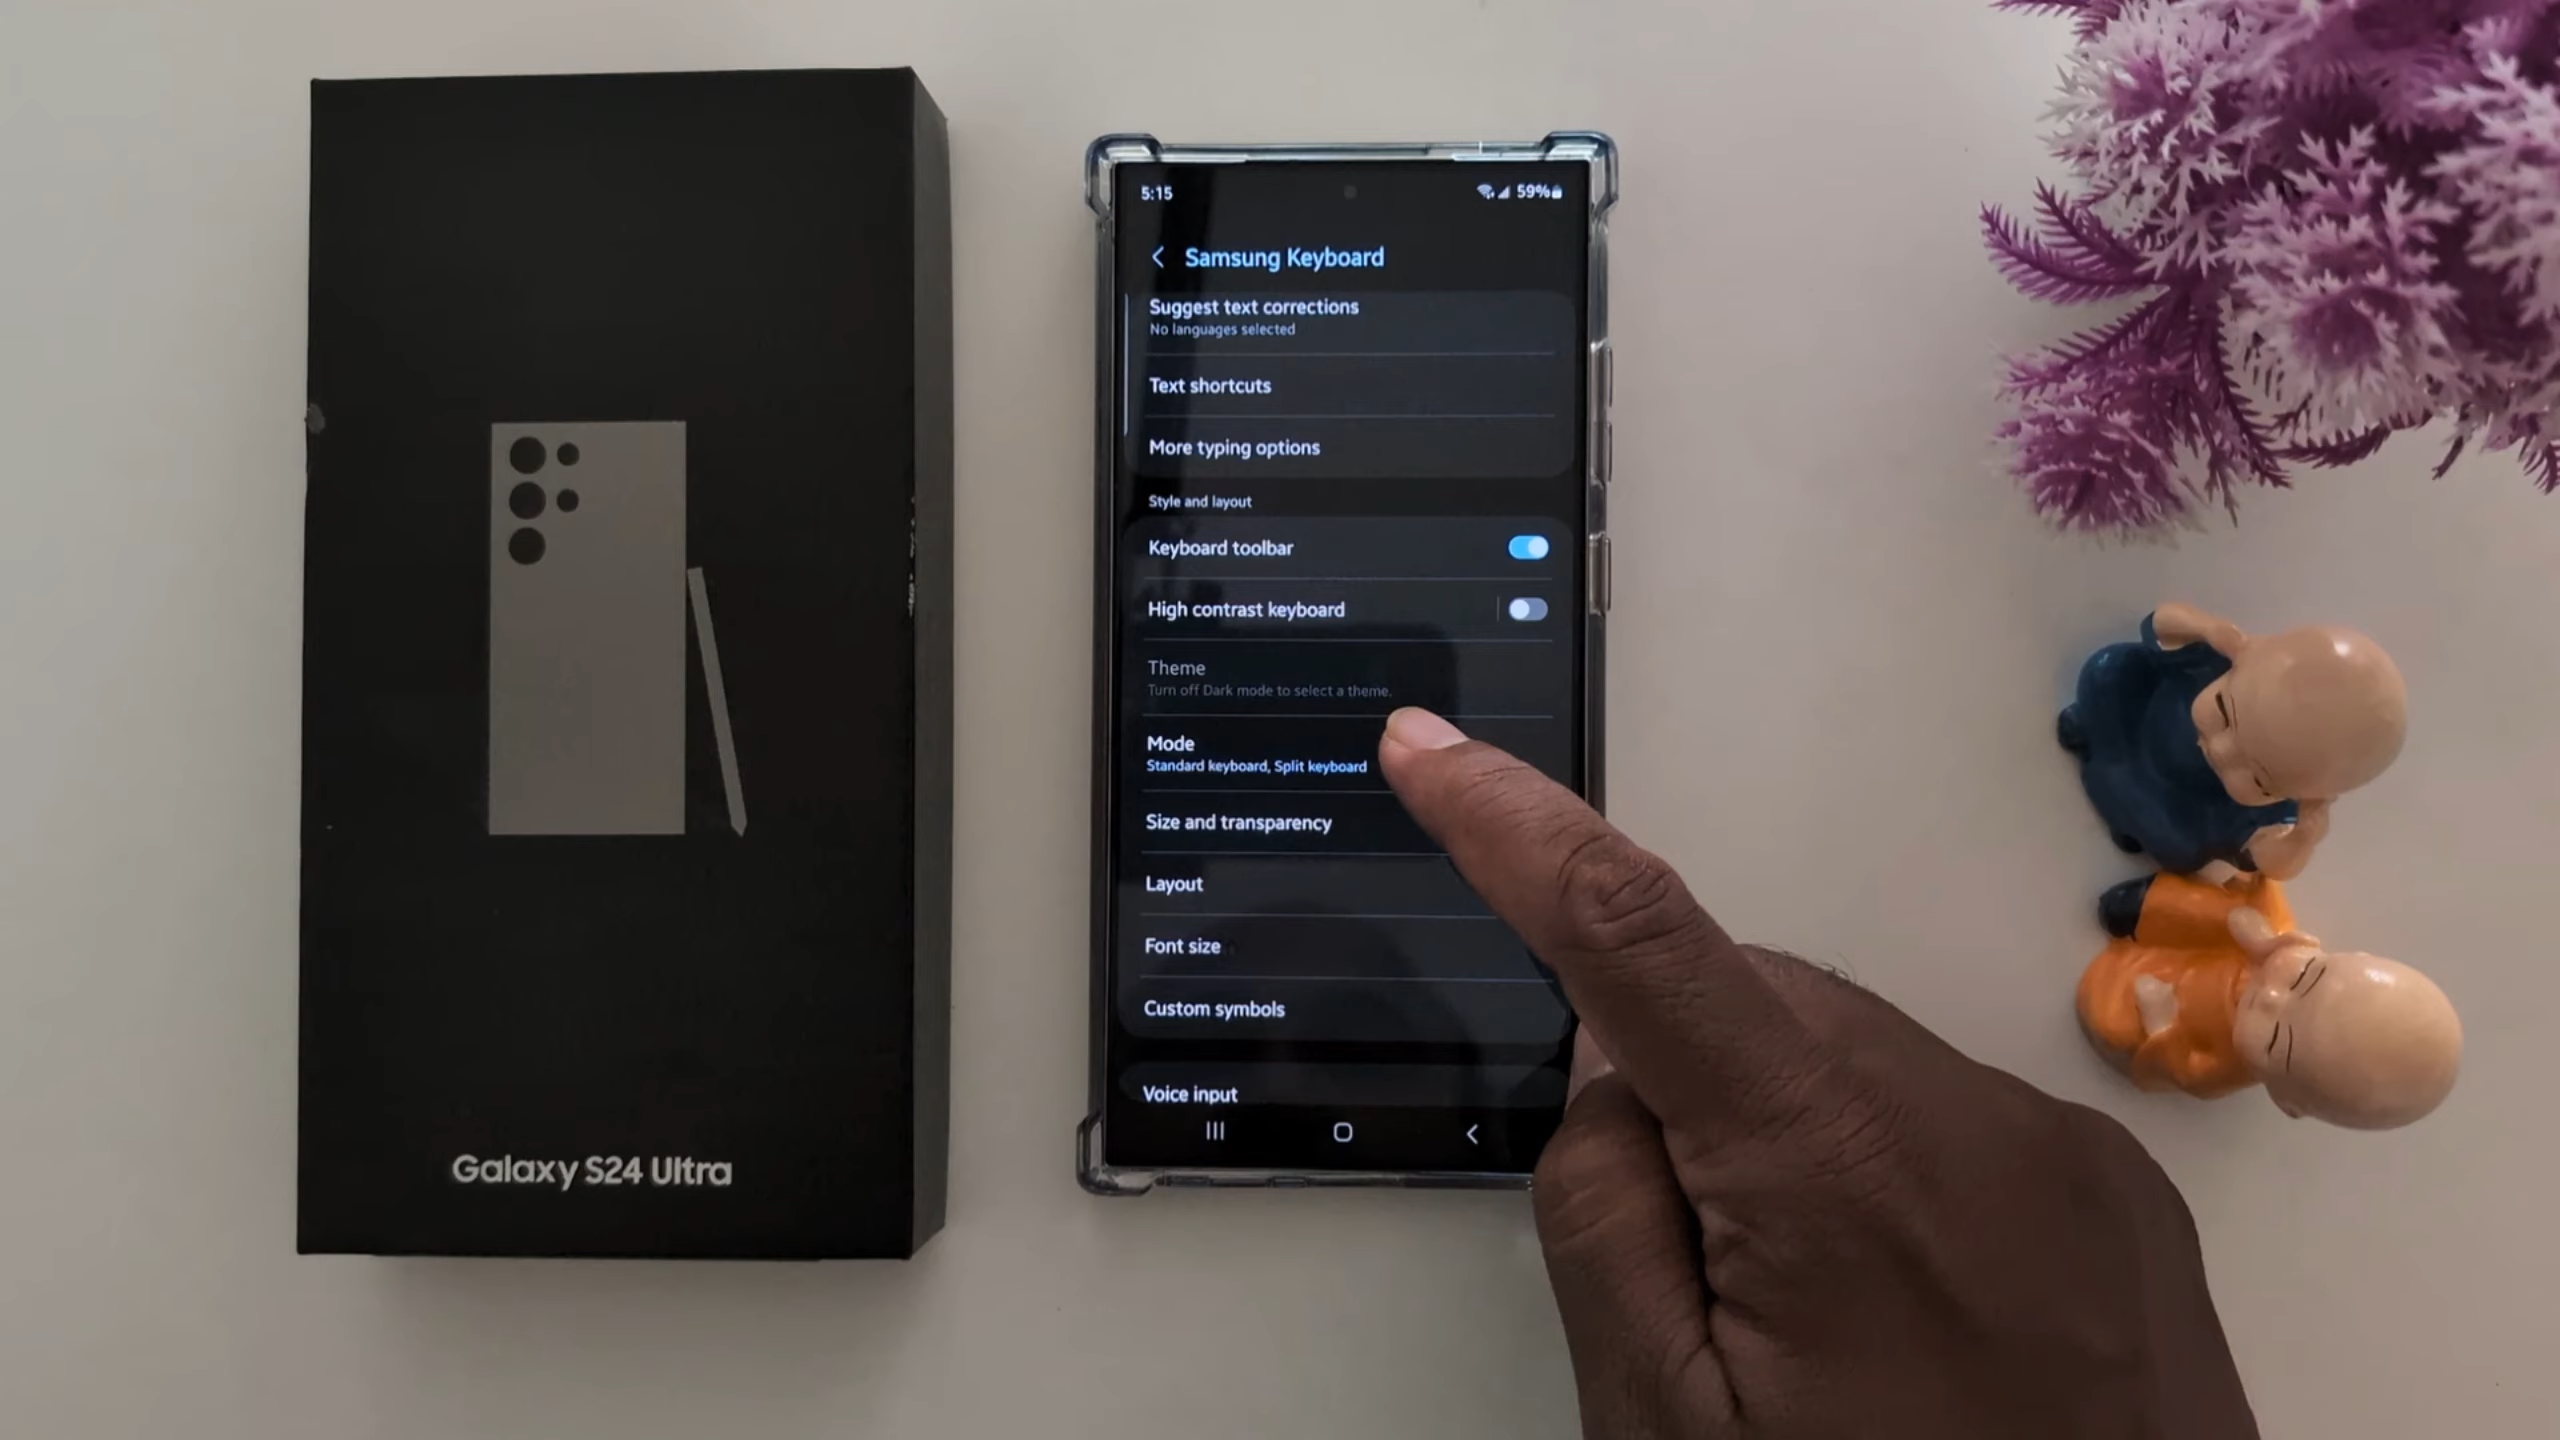 5:15
59%
Samsung Keyboard
Suggest text corrections
No languages selected
Text shortcuts
More typing options
Style and layout
Keyboard toolbar
High contrast keyboard
Theme
Turn off Dark mode to select a theme.
Mode
Standard keyboard, Split keyboard
Size and transparency
Layout
Font size
Custom symbols
Voice input
Galaxy S24 Ultra